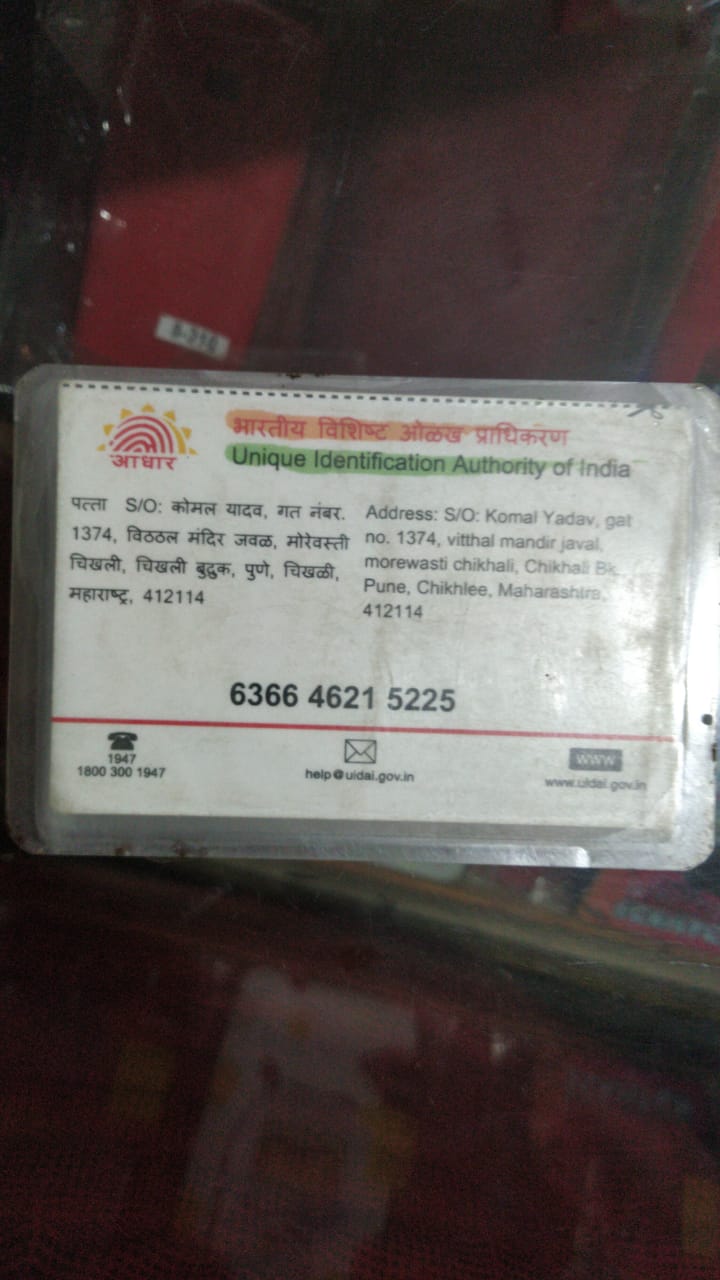 भारतीय विशिष्ट ओळख प्राधिकरण
आधार
Unique Identification Authority of India
पत्ता S/O: कोमल यादव, गत नंबर.
1374, विठठल मंदिर जवळ, मोरेवस्ती
चिखली, चिखली बुद्रुक, पुणे, चिखळी,
महाराष्ट्र, 412114
Address: S/O: Komal Yadav, gat
no. 1374, vitthal mandir javal,
morewasti chikhali, Chikhali Bk,
Pune, Chikhlee, Maharashtra,
412114
6366 4621 5225
1947
1800 300 1947
help@uidai.gov.in
www
www.uidai.gov.in